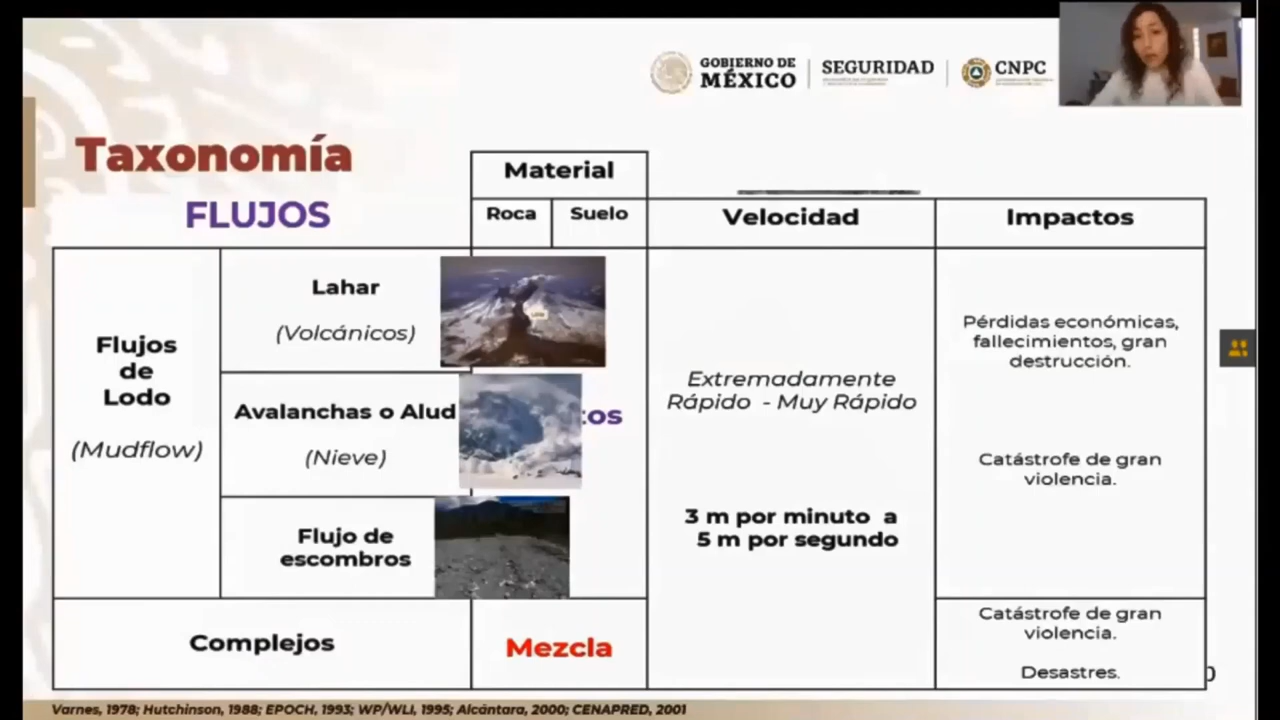 GOBIERNO DE
MÉXICO
SEGURIDAD
CNPC
Taxonomía
FLUJOS
Material
Roca
Suelo
Velocidad
Impactos
Flujos
de
Lodo
(Mudflow)
Lahar
(Volcánicos)
Avalanchas o Alud
(Nieve)
Flujo de
escombros
tos
Extremadamente
Rápido - Muy Rápido
3 m por minuto a
5 m por segundo
Pérdidas económicas,
fallecimientos, gran
destrucción.
Catástrofe de gran
violencia.
Complejos
Mezcla
Catástrofe de gran
violencia.
Desastres.
Varnes, 1978; Hutchinson, 1988; EPOCH, 1993; WP/WLI, 1995; Alcántara, 2000; CENAPRED, 2001